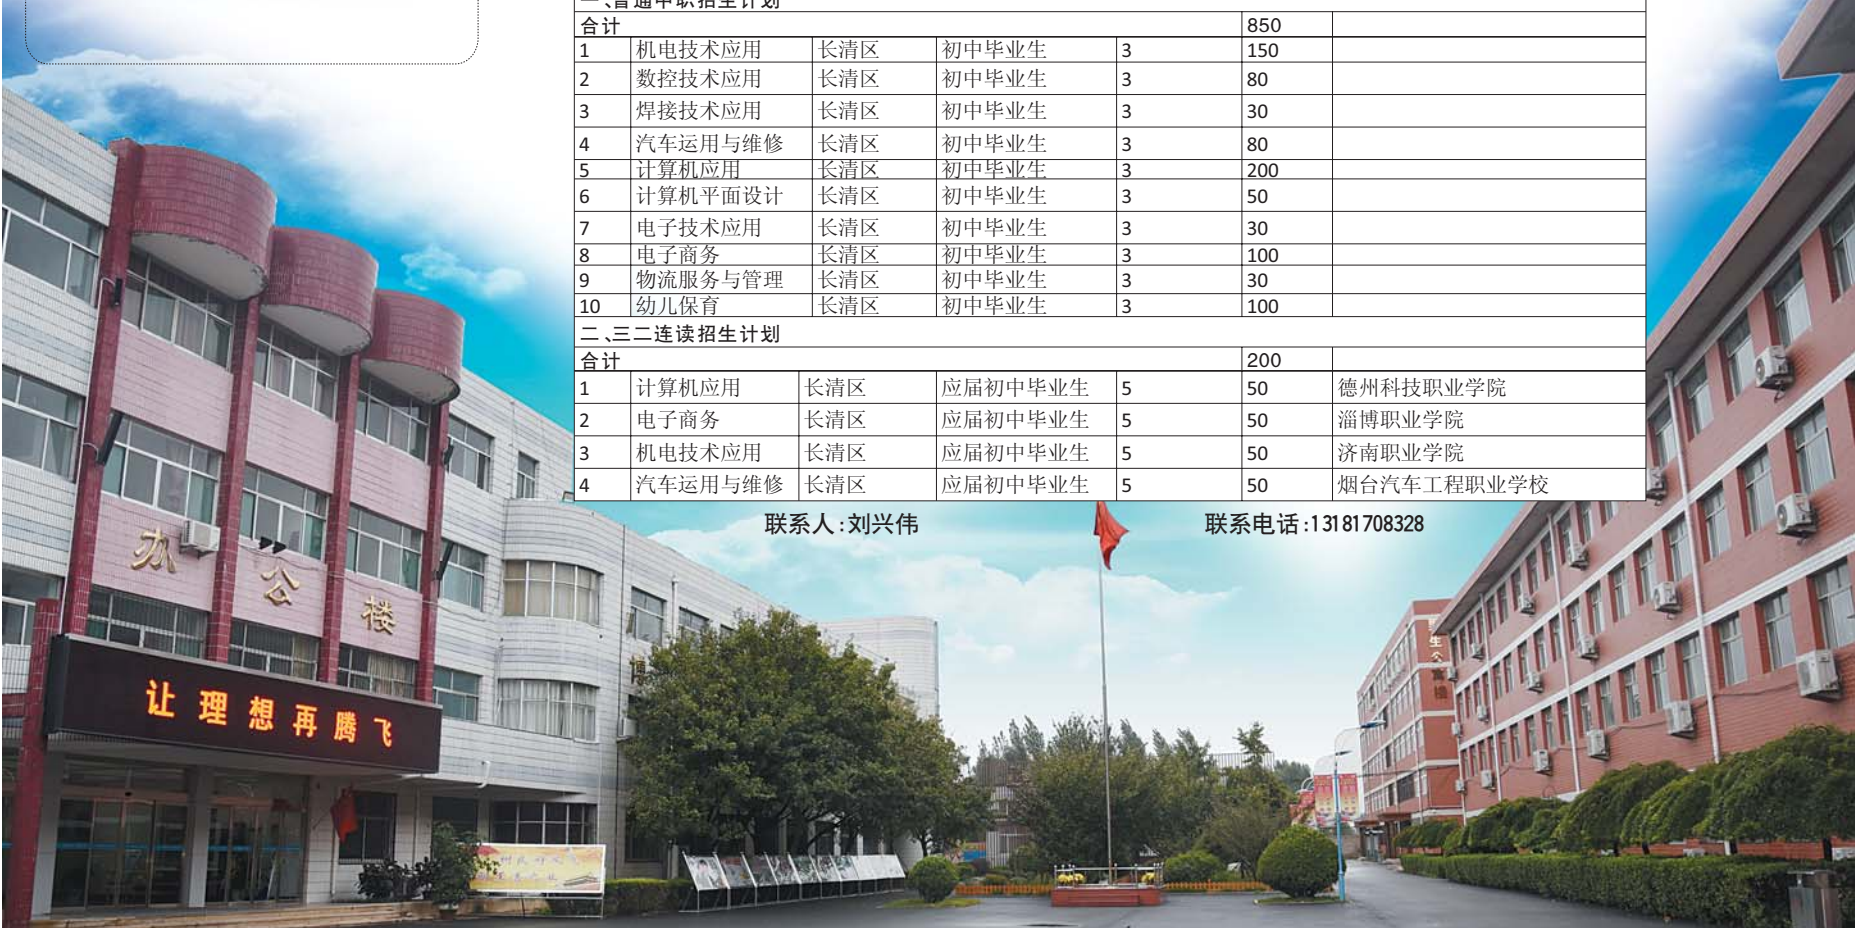 一、普通中职招生计划
合计 850
1 机电技术应用 长清区 初中毕业生 3 150
2 数控技术应用 长清区 初中毕业生 3 80
3 焊接技术应用 长清区 初中毕业生 3 30
4 汽车运用与维修 长清区 初中毕业生 3 80
5 计算机应用 长清区 初中毕业生 3 200
6 计算机平面设计 长清区 初中毕业生 3 50
7 电子技术应用 长清区 初中毕业生 3 30
8 电子商务 长清区 初中毕业生 3 100
9 物流服务与管理 长清区 初中毕业生 3 30
10 幼儿保育 长清区 初中毕业生 3 100
二、三二连读招生计划
合计 200
1 计算机应用 长清区 应届初中毕业生 5 50 德州科技职业学院
2 电子商务 长清区 应届初中毕业生 5 50 淄博职业学院
3 机电技术应用 长清区 应届初中毕业生 5 50 济南职业学院
4 汽车运用与维修 长清区 应届初中毕业生 5 50 烟台汽车工程职业学校
联系人:刘兴伟 联系电话:13181708328
办公楼
让理想再腾飞